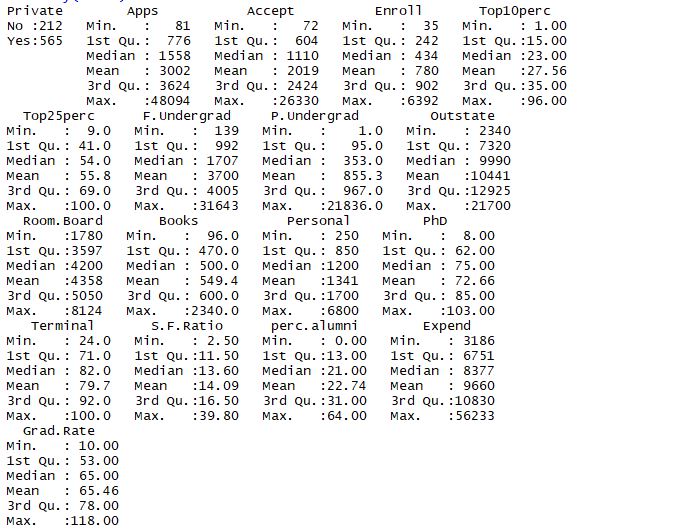 Private Apps Accept Enroll Top10perc
No :212 Min. : 81 Min. : 72 Min. : 35 Min. : 1.00
Yes:565 1st Qu.: 776 1st Qu.: 604 1st Qu.: 242 1st Qu.:15.00
Median : 1558 Median : 1110 Median : 434 Median :23.00
Mean : 3002 Mean : 2019 Mean : 780 Mean :27.56
3rd Qu.: 3624 3rd Qu.: 2424 3rd Qu.: 902 3rd Qu.:35.00
Max. :48094 Max. :26330 Max. :6392 Max. :96.00
Top25perc F.Undergrad P.Undergrad Outstate
Min. : 9.0 Min. : 139 Min. : 1.0 Min. : 2340
1st Qu.: 41.0 1st Qu.: 992 1st Qu.: 95.0 1st Qu.: 7320
Median : 54.0 Median : 1707 Median : 353.0 Median : 9990
Mean : 55.8 Mean : 3700 Mean : 855.3 Mean :10441
3rd Qu.: 69.0 3rd Qu.: 4005 3rd Qu.: 967.0 3rd Qu.:12925
Max. :100.0 Max. :31643 Max. :21836.0 Max. :21700
Room.Board Books Personal PhD
Min. :1780 Min. : 96.0 Min. : 250 Min. : 8.00
1st Qu.:3597 1st Qu.: 470.0 1st Qu.: 850 1st Qu.: 62.00
Median :4200 Median : 500.0 Median :1200 Median : 75.00
Mean :4358 Mean : 549.4 Mean :1341 Mean : 72.66
3rd Qu.:5050 3rd Qu.: 600.0 3rd Qu.:1700 3rd Qu.: 85.00
Max. :8124 Max. :2340.0 Max. :6800 Max. :103.00
Terminal S.F.Ratio perc.alumni Expend
Min. : 24.0 Min. : 2.50 Min. : 0.00 Min. : 3186
1st Qu.: 71.0 1st Qu.:11.50 1st Qu.:13.00 1st Qu.: 6751
Median : 82.0 Median :13.60 Median :21.00 Median : 8377
Mean : 79.7 Mean :14.09 Mean :22.74 Mean : 9660
3rd Qu.: 92.0 3rd Qu.:16.50 3rd Qu.:31.00 3rd Qu.:10830
Max. :100.0 Max. :39.80 Max. :64.00 Max. :56233
Grad.Rate
Min. : 10.00
1st Qu.: 53.00
Median : 65.00
Mean : 65.46
3rd Qu.: 78.00
Max. :118.00